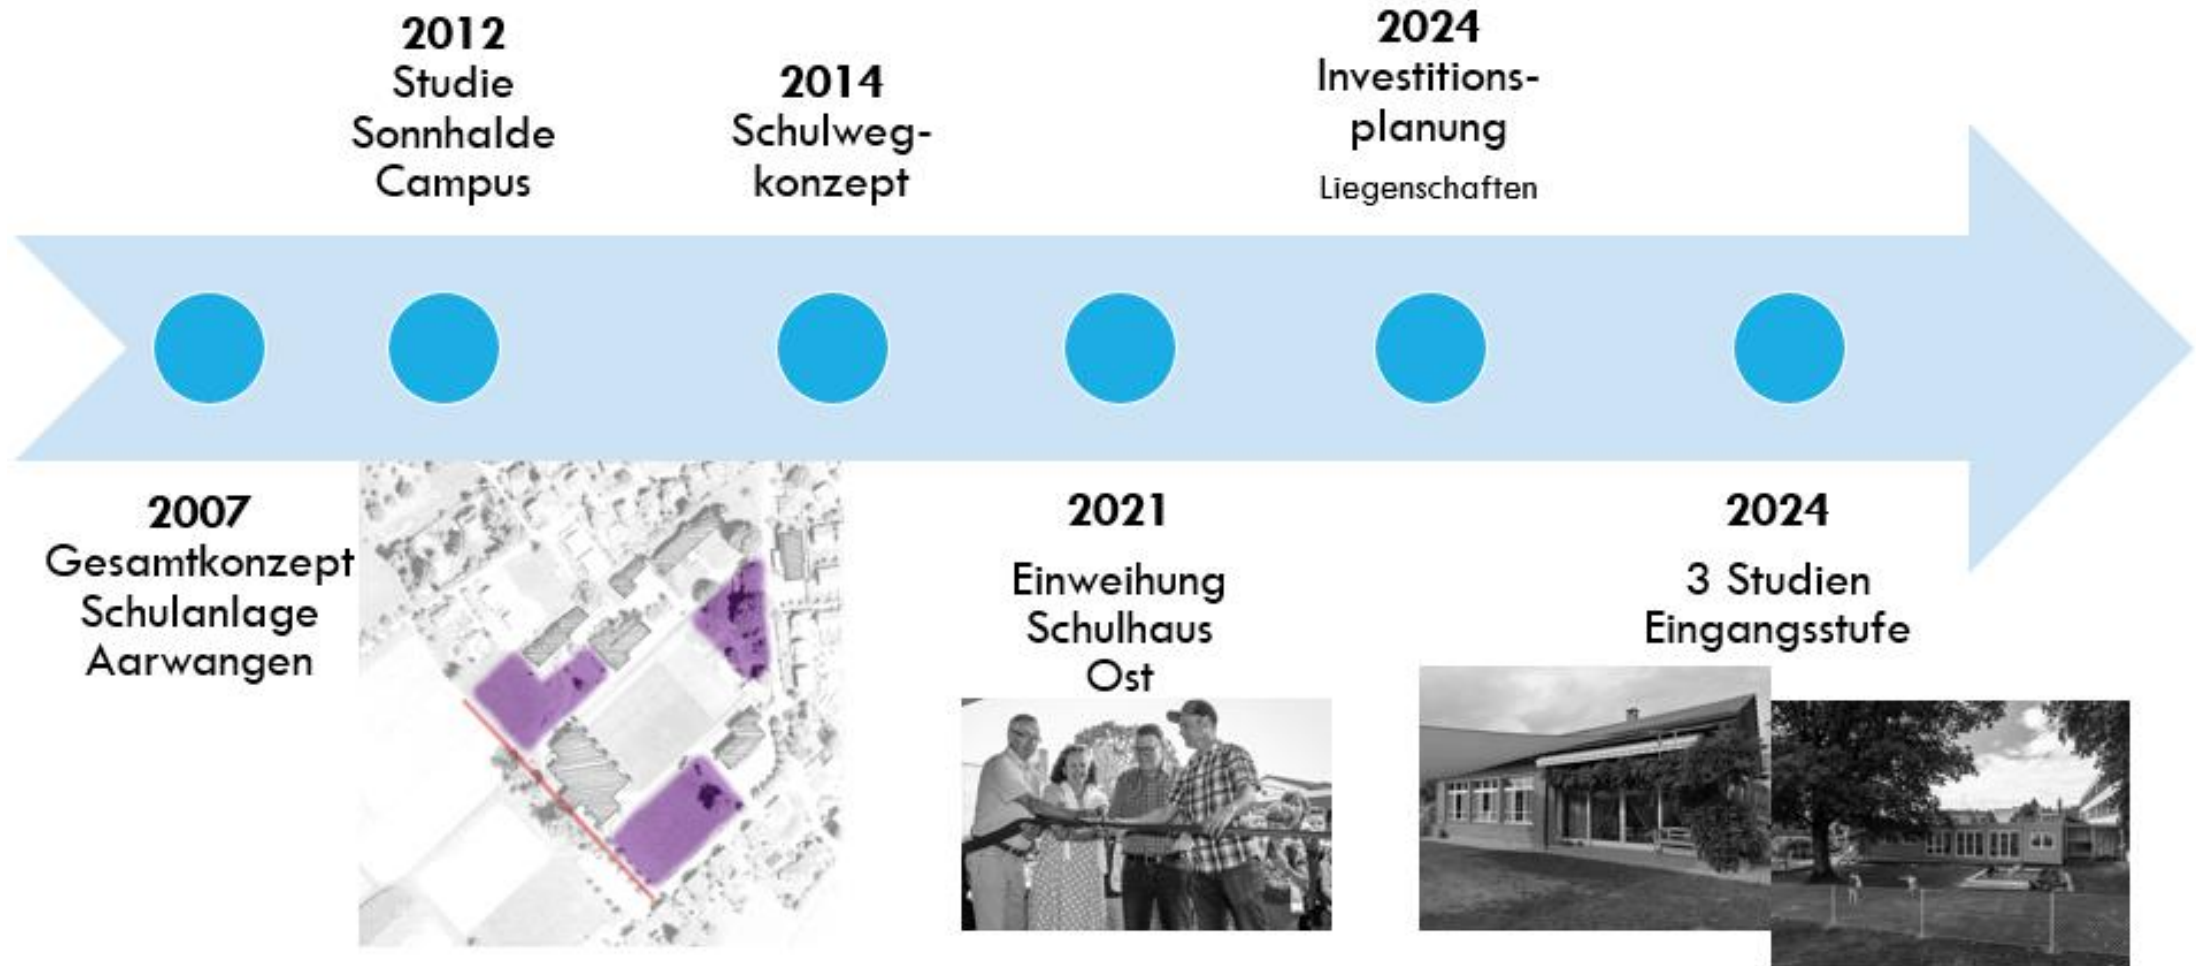 2012
Studie
Sonnhalde
Campus
2014
Schulweg-
konzept
2024
Investitions-
planung
Liegenschaften
2007
Gesamtkonzept
Schulanlage
Aarwangen
2021
Einweihung
Schulhaus
Ost
2024
3 Studien
Eingangsstufe